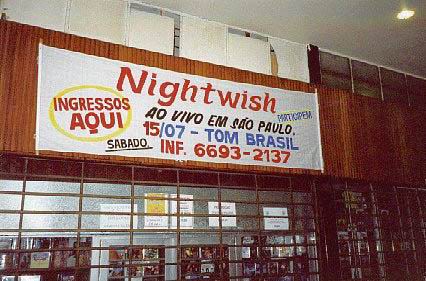 Nightwish
INGRESSOS
AQUI
PARTICIPEM
AO VIVO EM SÃO PAULO.
15/07 - TOM BRASIL
SABADO
INF. 6693-2137